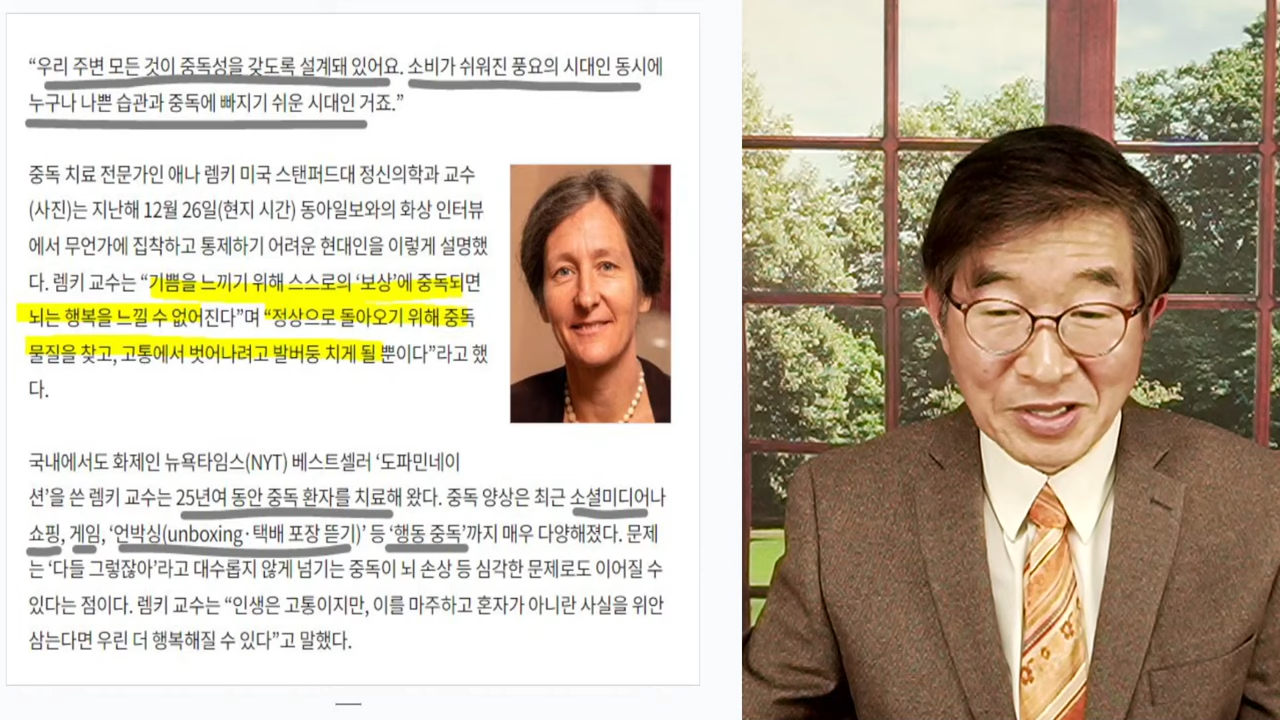 “우리 주변 모든 것이 중독성을 갖도록 설계돼 있어요. 소비가 쉬워진 풍요의 시대인 동시에
누구나 나쁜 습관과 중독에 빠지기 쉬운 시대인 거죠.”
중독 치료 전문가인 애나 렘키 미국 스탠퍼드대 정신의학과 교수
(사진)는 지난해 12월 26일(현지 시간) 동아일보와의 화상 인터뷰
에서 무언가에 집착하고 통제하기 어려운 현대인을 이렇게 설명했
다. 렘키 교수는 “기쁨을 느끼기 위해 스스로의 ‘보상’에 중독되면
뇌는 행복을 느낄 수 없어진다”며 “정상으로 돌아오기 위해 중독
물질을 찾고, 고통에서 벗어나려고 발버둥 치게 될 뿐이다”라고 했
다.
국내에서도 화제인 뉴욕타임스(NYT) 베스트셀러 ‘도파민네이
션’을 쓴 렘키 교수는 25년여 동안 중독 환자를 치료해 왔다. 중독 양상은 최근 소셜미디어나
쇼핑, 게임, ‘언박싱(unboxing·택배 포장 뜯기)’ 등 ‘행동 중독’까지 매우 다양해졌다. 문제
는 ‘다들 그렇잖아’라고 대수롭지 않게 넘기는 중독이 뇌 손상 등 심각한 문제로도 이어질 수
있다는 점이다. 렘키 교수는 “인생은 고통이지만, 이를 마주하고 혼자가 아니란 사실을 위안
삼는다면 우린 더 행복해질 수 있다”고 말했다.